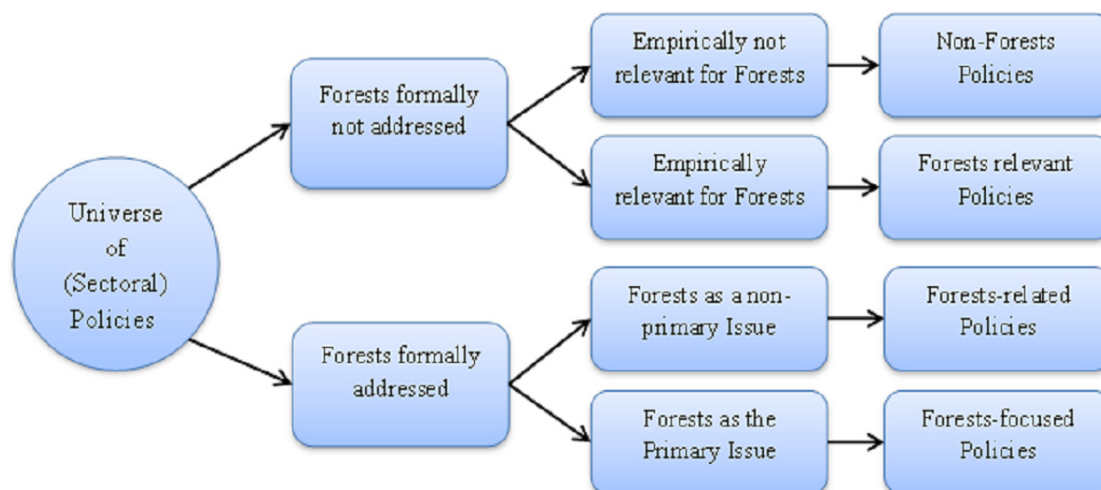 Universe
of
(Sectoral)
Policies
Forests formally
not addressed
Forests formally
addressed
Empirically not
relevant for Forests
Empirically
relevant for Forests
Forests as a non-
primary Issue
Forests as the
Primary Issue
Non-Forests
Policies
Forests relevant
Policies
Forests-related
Policies
Forests-focused
Policies